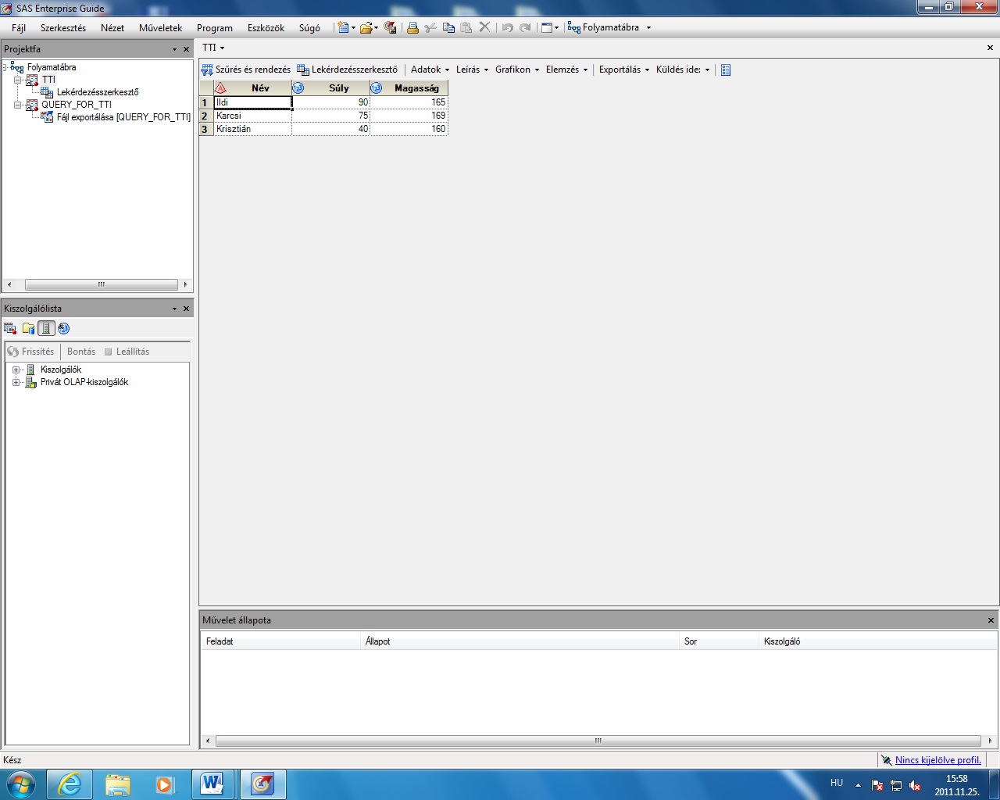 SAS Enterprise Guide
Fájl Szerkesztés Nézet Műveletek Program Eszközök Súgó Folyamatábra
Projektfa
Folyamatábra
TTI
Lekérdezésszerkesztő
QUERY_FOR_TTI
Fájl exportálása [QUERY_FOR_TTI]
Kiszolgálólista
Frissítés Bontás Leállítás
Kiszolgálók
Privát OLAP-kiszolgálók
TTI
Szűrés és rendezés Lekérdezésszerkesztő Adatok Leírás Grafikon Elemzés Exportálás Küldés ide:
Név Súly Magasság
1 Ildi 90 165
2 Karcsi 75 169
3 Krisztián 40 160
Művelet állapota
Feladat Állapot Sor Kiszolgáló
Kész
Nincs kijelölve profil.
HU
15:58
2011.11.25.